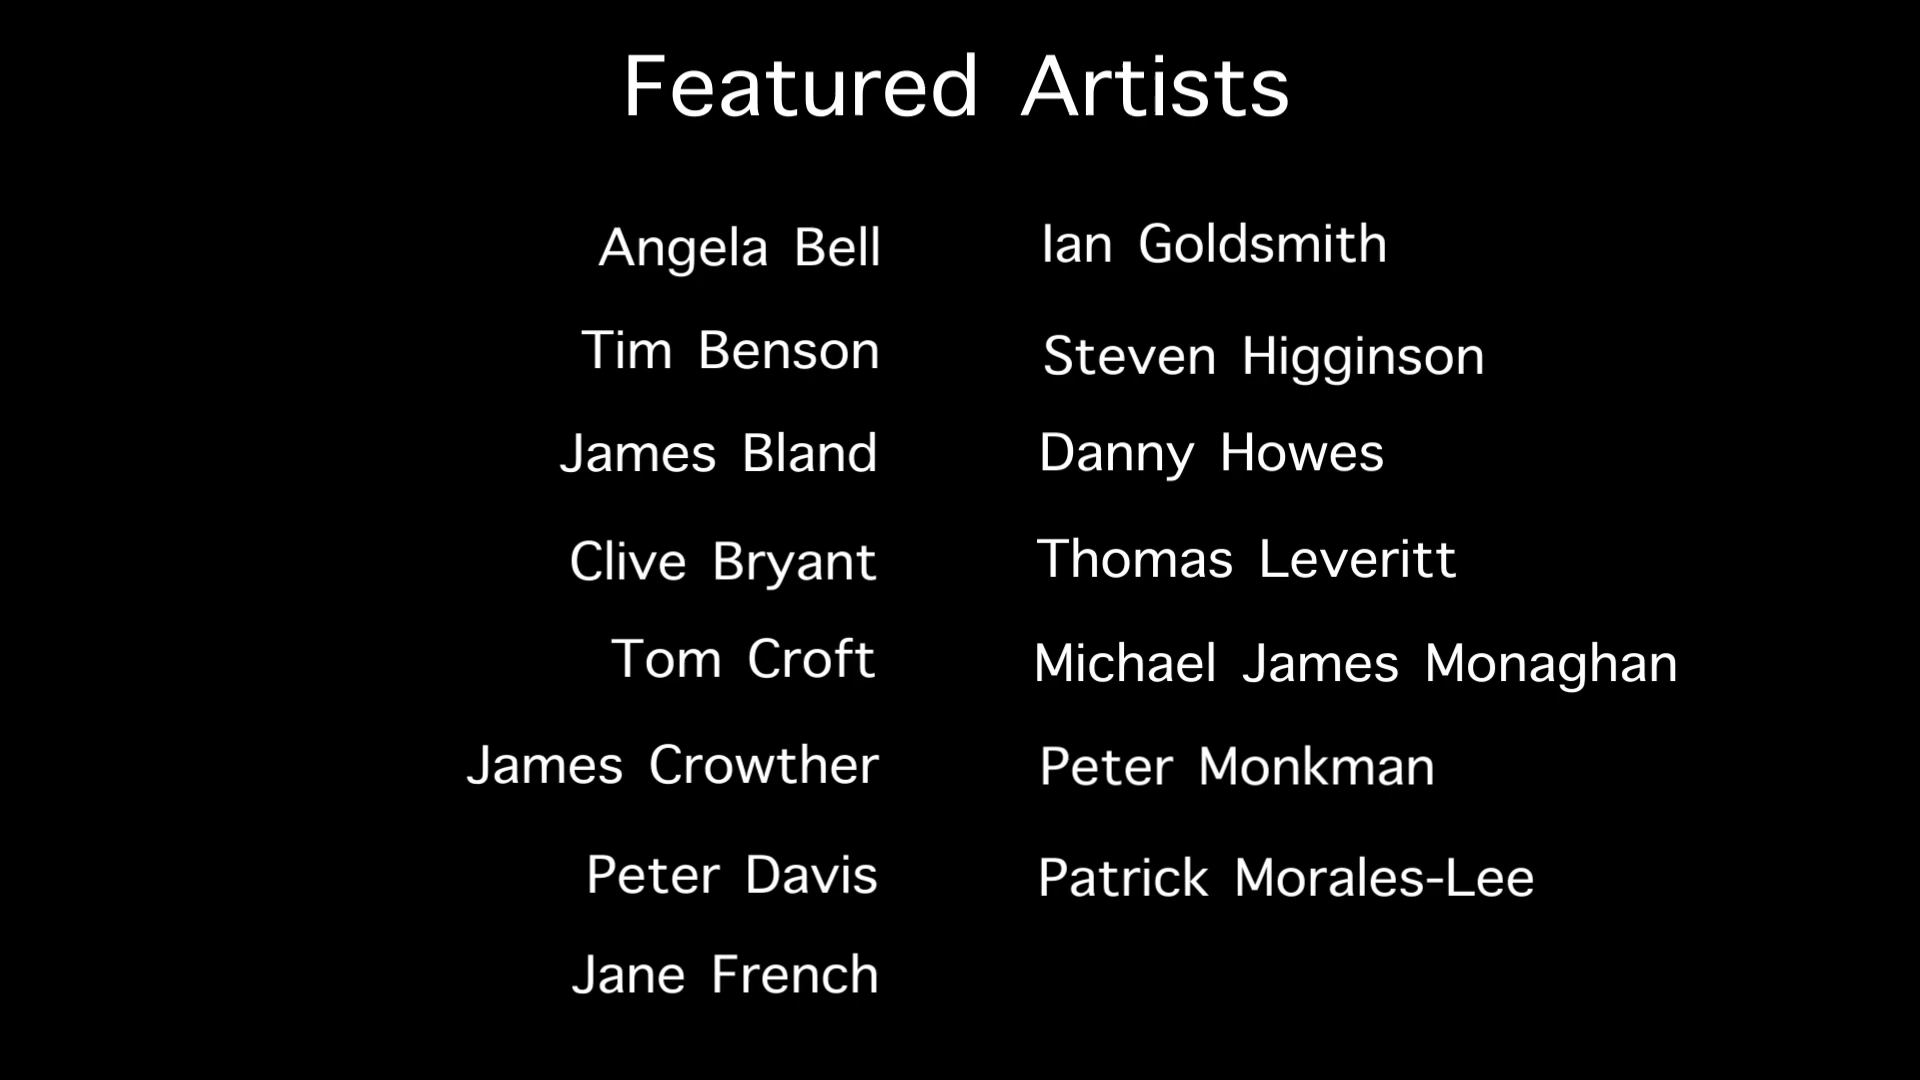 Featured Artists
Angela Bell
Tim Benson
James Bland
Clive Bryant
Tom Croft
James Crowther
Peter Davis
Jane French
Ian Goldsmith
Steven Higginson
Danny Howes
Thomas Leveritt
Michael James Monaghan
Peter Monkman
Patrick Morales-Lee